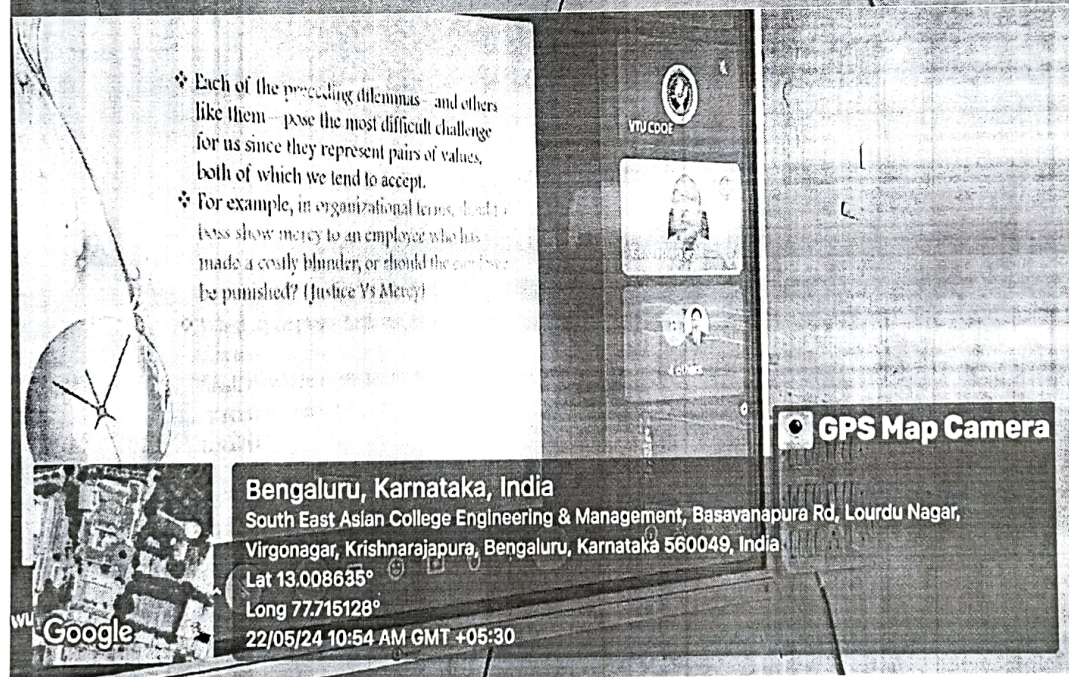 ❖ Each of the preceding dilemmas- and others
like them- pose the most difficult challenge
for us since they represent pairs of values,
both of which we tend to accept.
❖ For example, in organizational terms,
boss show mercy to an employee who has
made a costly blunder, or should the
be punished? (Justice Vs Mercy)
VTU CDOE
4 others
GPS Map Camera
Bengaluru, Karnataka, India
South East Asian College Engineering & Management, Basavanapura Rd, Lourdu Nagar,
Virgonagar, Krishnarajapura, Bengaluru, Karnataka 560049, India
Lat 13.008635°
Long 77.715128°
22/05/24 10:54 AM GMT +05:30
Google